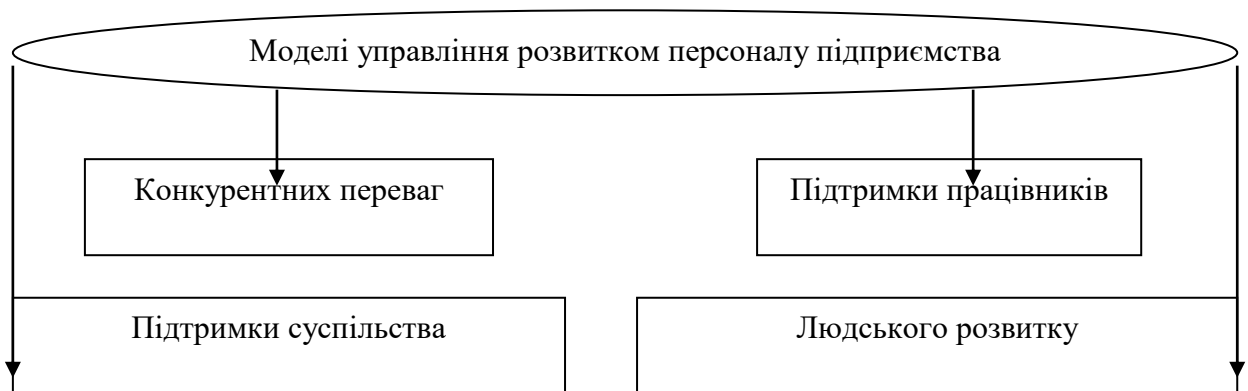 Моделі управління розвитком персоналу підприємства
Конкурентних переваг
Підтримки працівників
Підтримки суспільства
Людського розвитку